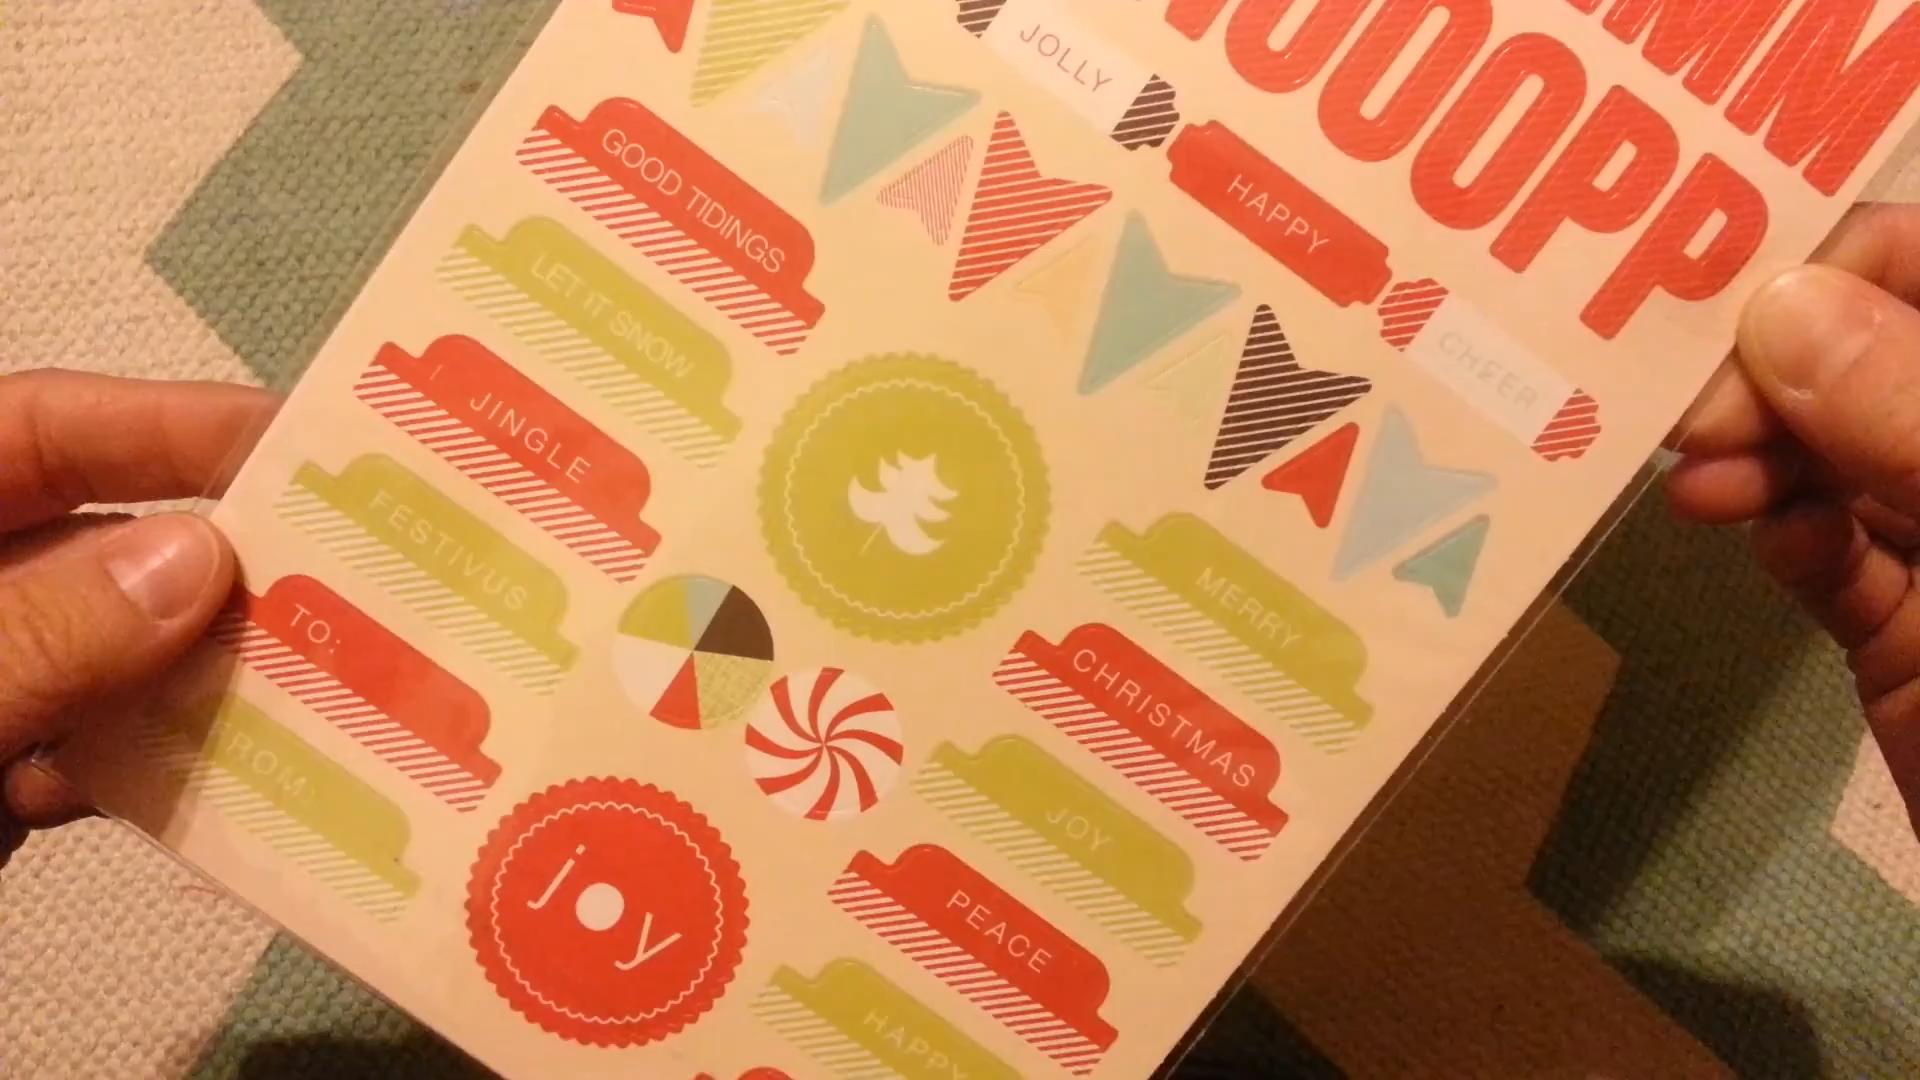 MM
OOOPP
JOLLY
HAPPY
CHEER
GOOD TIDINGS
LET IT SNOW
JINGLE
FESTIVUS
TO:
FROM:
joy
MERRY
CHRISTMAS
JOY
PEACE
HAPPY